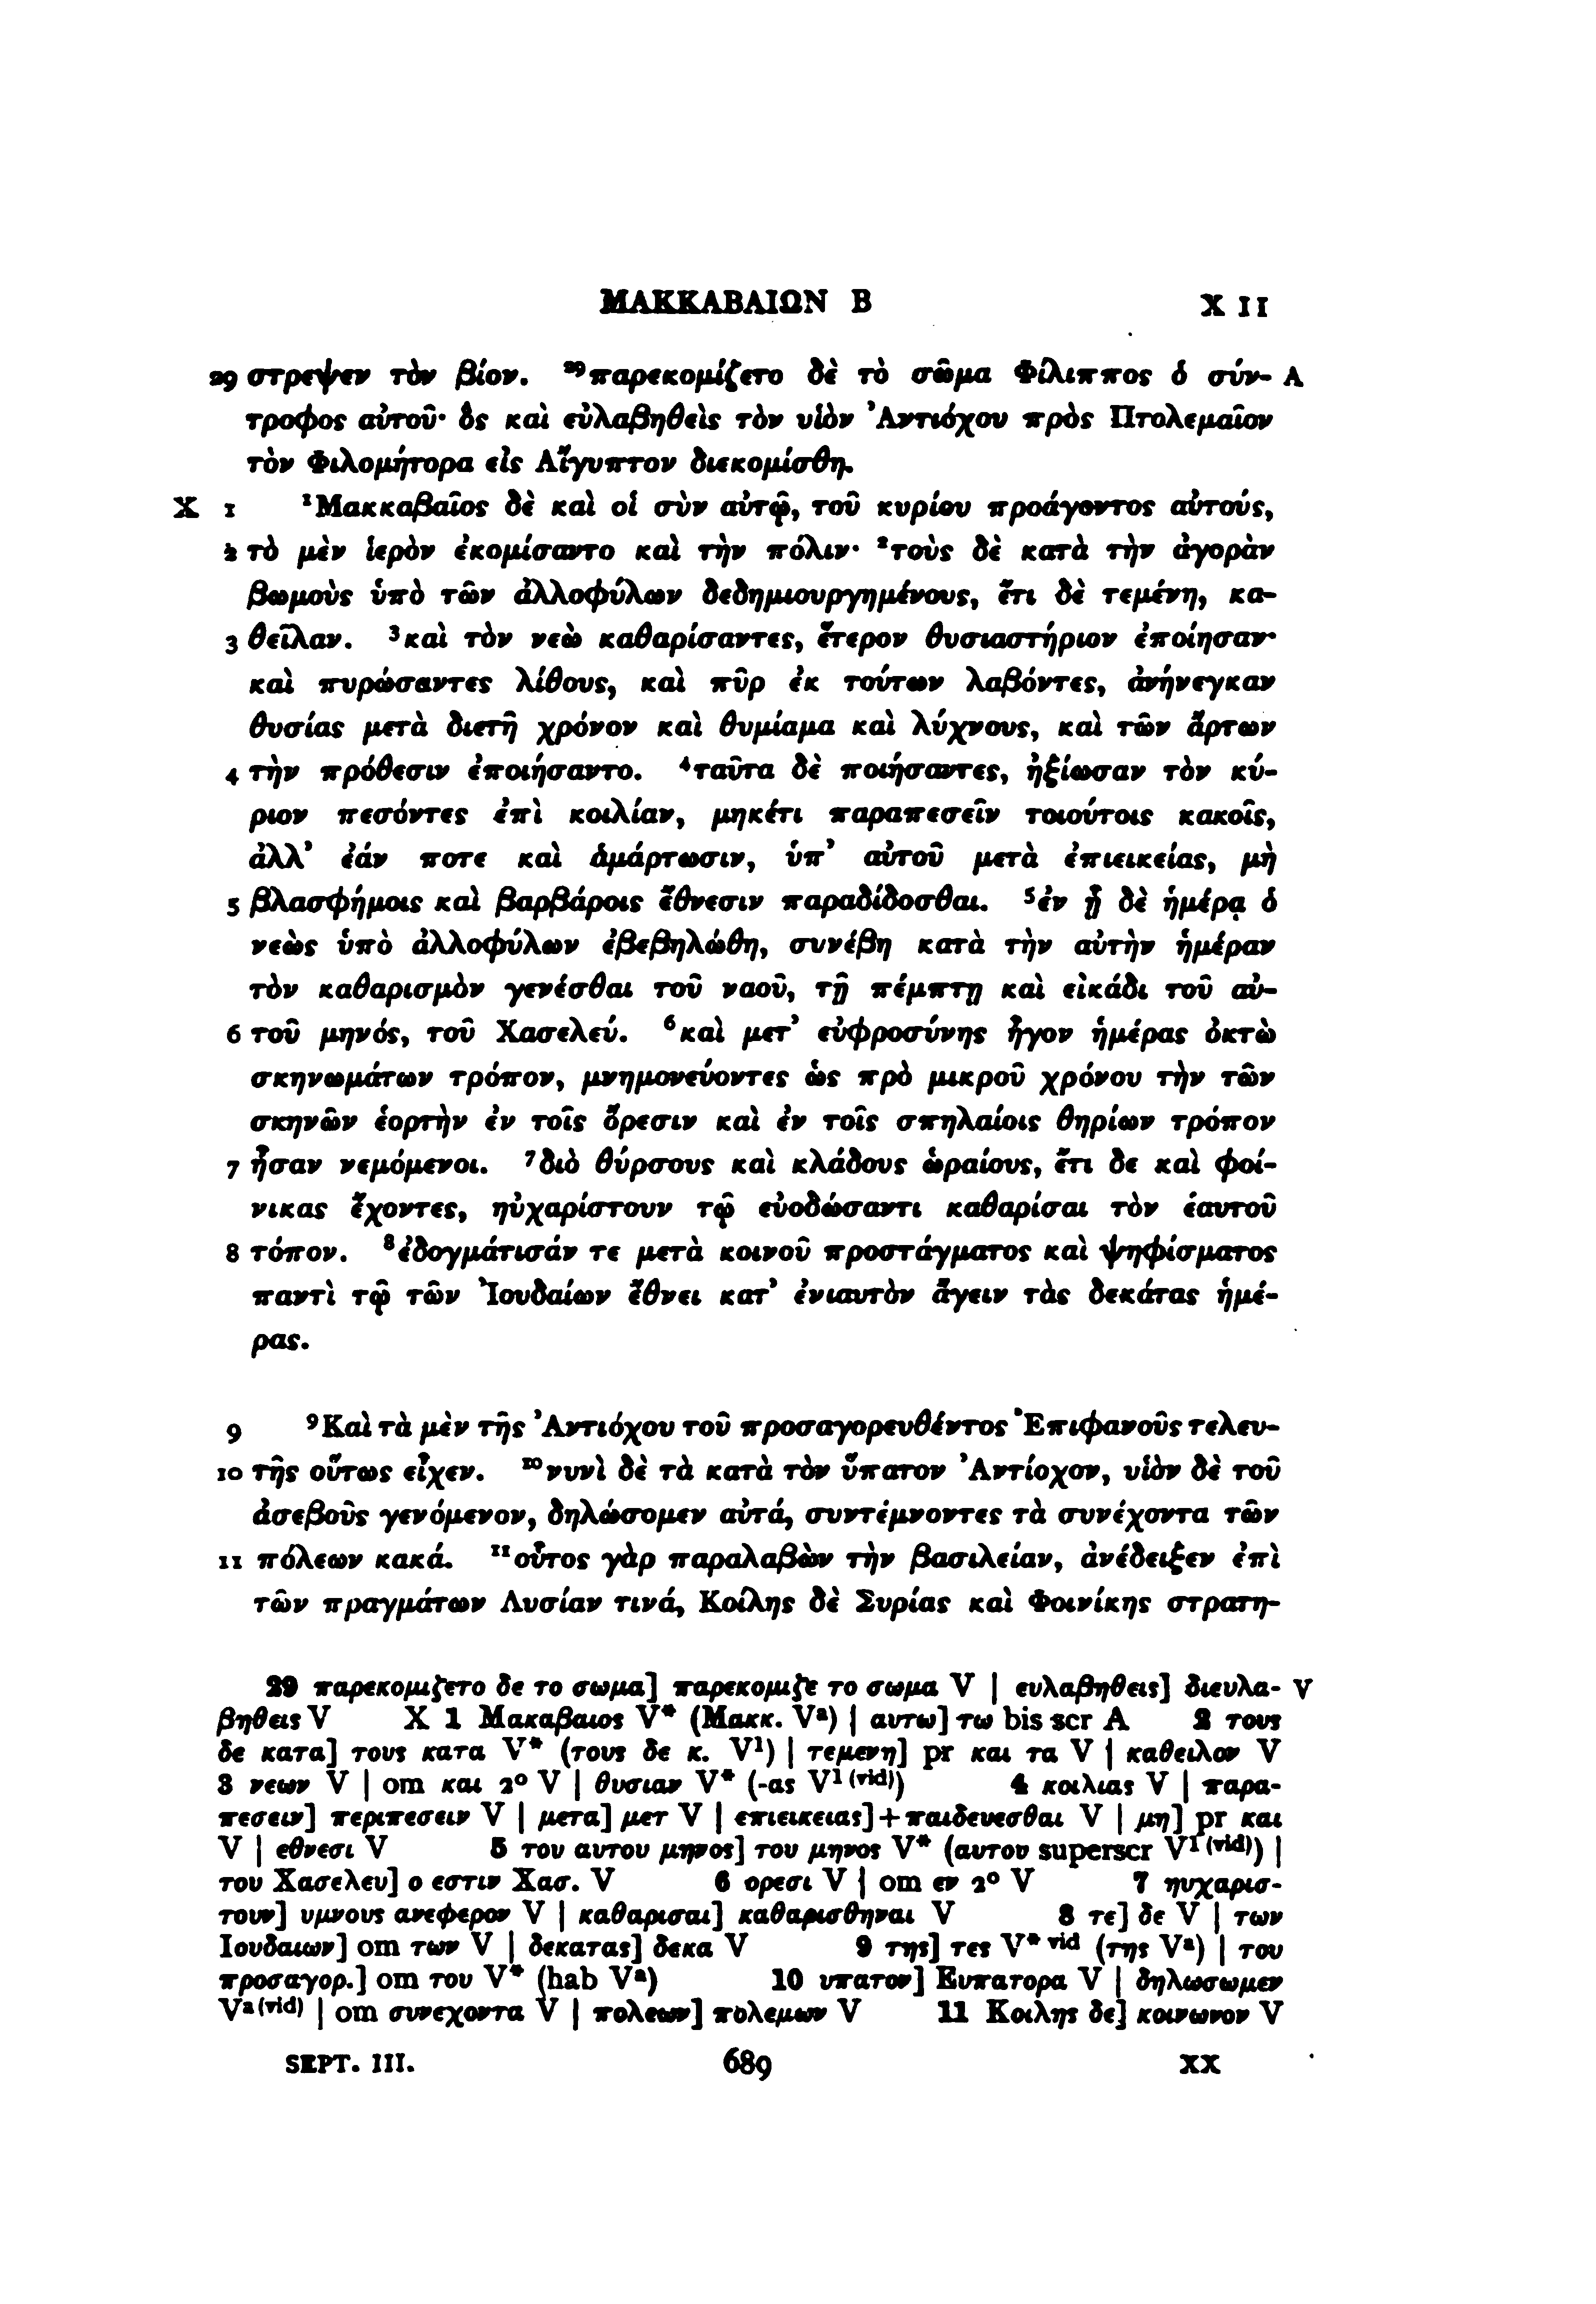 ΜΑΚΚΑΒΑΙΩΝ Β X 11
29 στρεψεν τὸν βίον. ²⁹παρεκομίζετο δὲ τὸ σῶμα Φίλιππος ὁ σύν- A
τροφος αὐτοῦ· ὃς καὶ εὐλαβηθεὶς τὸν υἱὸν Ἀντιόχου πρὸς Πτολεμαῖον
τὸν Φιλομήτορα εἰς Αἴγυπτον διεκομίσθη.
X 1 ¹Μακκαβαῖος δὲ καὶ οἱ σὺν αὐτῷ, τοῦ κυρίου προάγοντος αὐτούς,
2 τὸ μὲν ἱερὸν ἐκομίσαντο καὶ τὴν πόλιν· ²τοὺς δὲ κατὰ τὴν ἀγορὰν
βωμοὺς ὑπὸ τῶν ἀλλοφύλων δεδημιουργημένους, ἔτι δὲ τεμένη, κα-
3 θεῖλαν. ³καὶ τὸν νεὼ καθαρίσαντες, ἕτερον θυσιαστήριον ἐποίησαν·
καὶ πυρώσαντες λίθους, καὶ πῦρ ἐκ τούτων λαβόντες, ἀνήνεγκαν
θυσίας μετὰ διετῆ χρόνον καὶ θυμίαμα καὶ λύχνους, καὶ τῶν ἄρτων
4 τὴν πρόθεσιν ἐποιήσαντο. ⁴ταῦτα δὲ ποιήσαντες, ἠξίωσαν τὸν κύ-
ριον πεσόντες ἐπὶ κοιλίαν, μηκέτι παραπεσεῖν τοιούτοις κακοῖς,
ἀλλ’ ἐάν ποτε καὶ ἁμάρτωσιν, ὑπ’ αὐτοῦ μετὰ ἐπιεικείας, μὴ
5 βλασφήμοις καὶ βαρβάροις ἔθνεσιν παραδίδοσθαι. ⁵ἐν ᾗ δὲ ἡμέρᾳ ὁ
νεὼς ὑπὸ ἀλλοφύλων ἐβεβηλώθη, συνέβη κατὰ τὴν αὐτὴν ἡμέραν
τὸν καθαρισμὸν γενέσθαι τοῦ ναοῦ, τῇ πέμπτῃ καὶ εἰκάδι τοῦ αὐ-
6 τοῦ μηνός, τοῦ Χασελεύ. ⁶καὶ μετ’ εὐφροσύνης ἦγον ἡμέρας ὀκτὼ
σκηνωμάτων τρόπον, μνημονεύοντες ὡς πρὸ μικροῦ χρόνου τὴν τῶν
σκηνῶν ἑορτὴν ἐν τοῖς ὄρεσιν καὶ ἐν τοῖς σπηλαίοις θηρίων τρόπον
7 ἦσαν νεμόμενοι. ⁷διὸ θύρσους καὶ κλάδους ὡραίους, ἔτι δε καὶ φοί-
νικας ἔχοντες, ηὐχαρίστουν τῷ εὐοδώσαντι καθαρίσαι τὸν ἑαυτοῦ
8 τόπον. ⁸ἐδογμάτισάν τε μετὰ κοινοῦ προστάγματος καὶ ψηφίσματος
παντὶ τῷ τῶν Ἰουδαίων ἔθνει κατ’ ἐνιαυτὸν ἄγειν τὰς δεκάτας ἡμέ-
ρας.
9 ⁹Καὶ τὰ μὲν τῆς Ἀντιόχου τοῦ προσαγορευθέντος Ἐπιφανοῦς τελευ-
10 τῆς οὕτως εἶχεν. ¹⁰νυνὶ δὲ τὰ κατὰ τὸν ὕπατον Ἀντίοχον, υἱὸν δὲ τοῦ
ἀσεβοῦς γενόμενον, δηλώσομεν αὐτά, συντέμνοντες τὰ συνέχοντα τῶν
11 πόλεων κακά. ¹¹οὗτος γὰρ παραλαβὼν τὴν βασιλείαν, ἀνέδειξεν ἐπὶ
τῶν πραγμάτων Λυσίαν τινά, Κοίλης δὲ Συρίας καὶ Φοινίκης στρατη-
29 παρεκομιζετο δε το σωμα] παρεκομιζε το σωμα V | ευλαβηθεις] διευλα- V
βηθεις V X 1 Μακαβαιος V* (Μακκ. Vᵃ) | αυτω] τω bis scr A 2 τους
δε κατα] τους κατα V* (τους δε κ. V¹) | τεμενη] pr και τα V | καθειλον V
3 νεων V | om και 2° V | θυσιαν V* (-ας V¹⁽ᵛⁱᵈ⁾) 4 κοιλιας V | παρα-
πεσειν] περιπεσειν V | μετα] μετ V | επιεικειας]+παιδευεσθαι V | μη] pr και
V | εθνεσι V 5 του αυτου μηνος] του μηνος V* (αυτου superscr V¹⁽ᵛⁱᵈ⁾) |
του Χασελευ] ο εστιν Χασ. V 6 ορεσι V | om εν 2° V 7 ηυχαρισ-
τουν] υμνους ανεφερον V | καθαρισαι] καθαρισθηναι V 8 τε] δε V | των
Ιουδαιων] om των V | δεκατας] δεκα V 9 της] τες V* ᵛⁱᵈ (της Vᵃ) | του
προσαγορ.] om του V* (hab Vᵃ) 10 υπατον] Ευπατορα V | δηλωσωμεν
Vᵃ⁽ᵛⁱᵈ⁾ | om συνεχοντα V | πολεων] πολεμων V 11 Κοιλης δε] κοινωνον V
SEPT. III. 689 XX